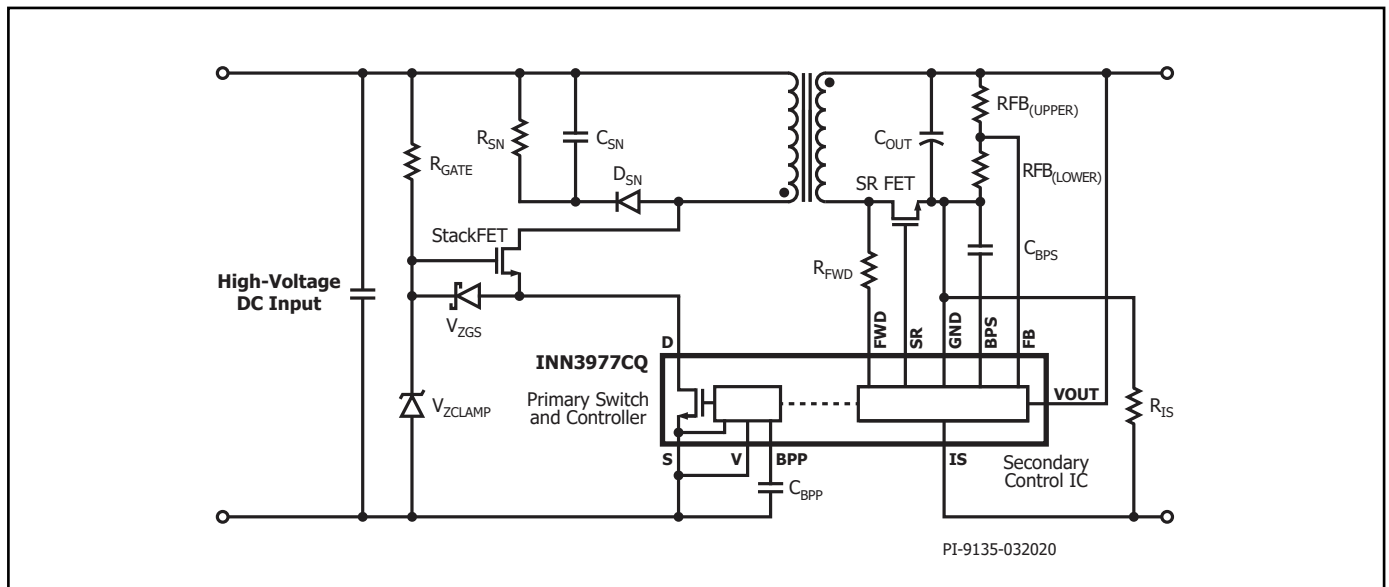 R_SN
C_SN
R_GATE
D_SN
StackFET
High-Voltage
DC Input
V_ZGS
V_ZCLAMP
C_OUT
RFB_(UPPER)
RFB_(LOWER)
SR FET
R_FWD
C_BPS
FWD
SR
GND
BPS
FB
D
INN3977CQ
Primary Switch
and Controller
VOUT
R_IS
S
V
BPP
IS
Secondary
Control IC
C_BPP
PI-9135-032020